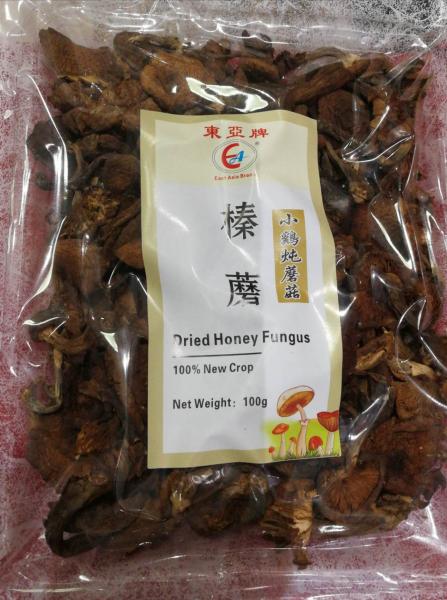 東亞牌
EA
®
East Asia Brand
榛蘑
小鷄炖蘑菇
Dried Honey Fungus
100% New Crop
Net Weight: 100g